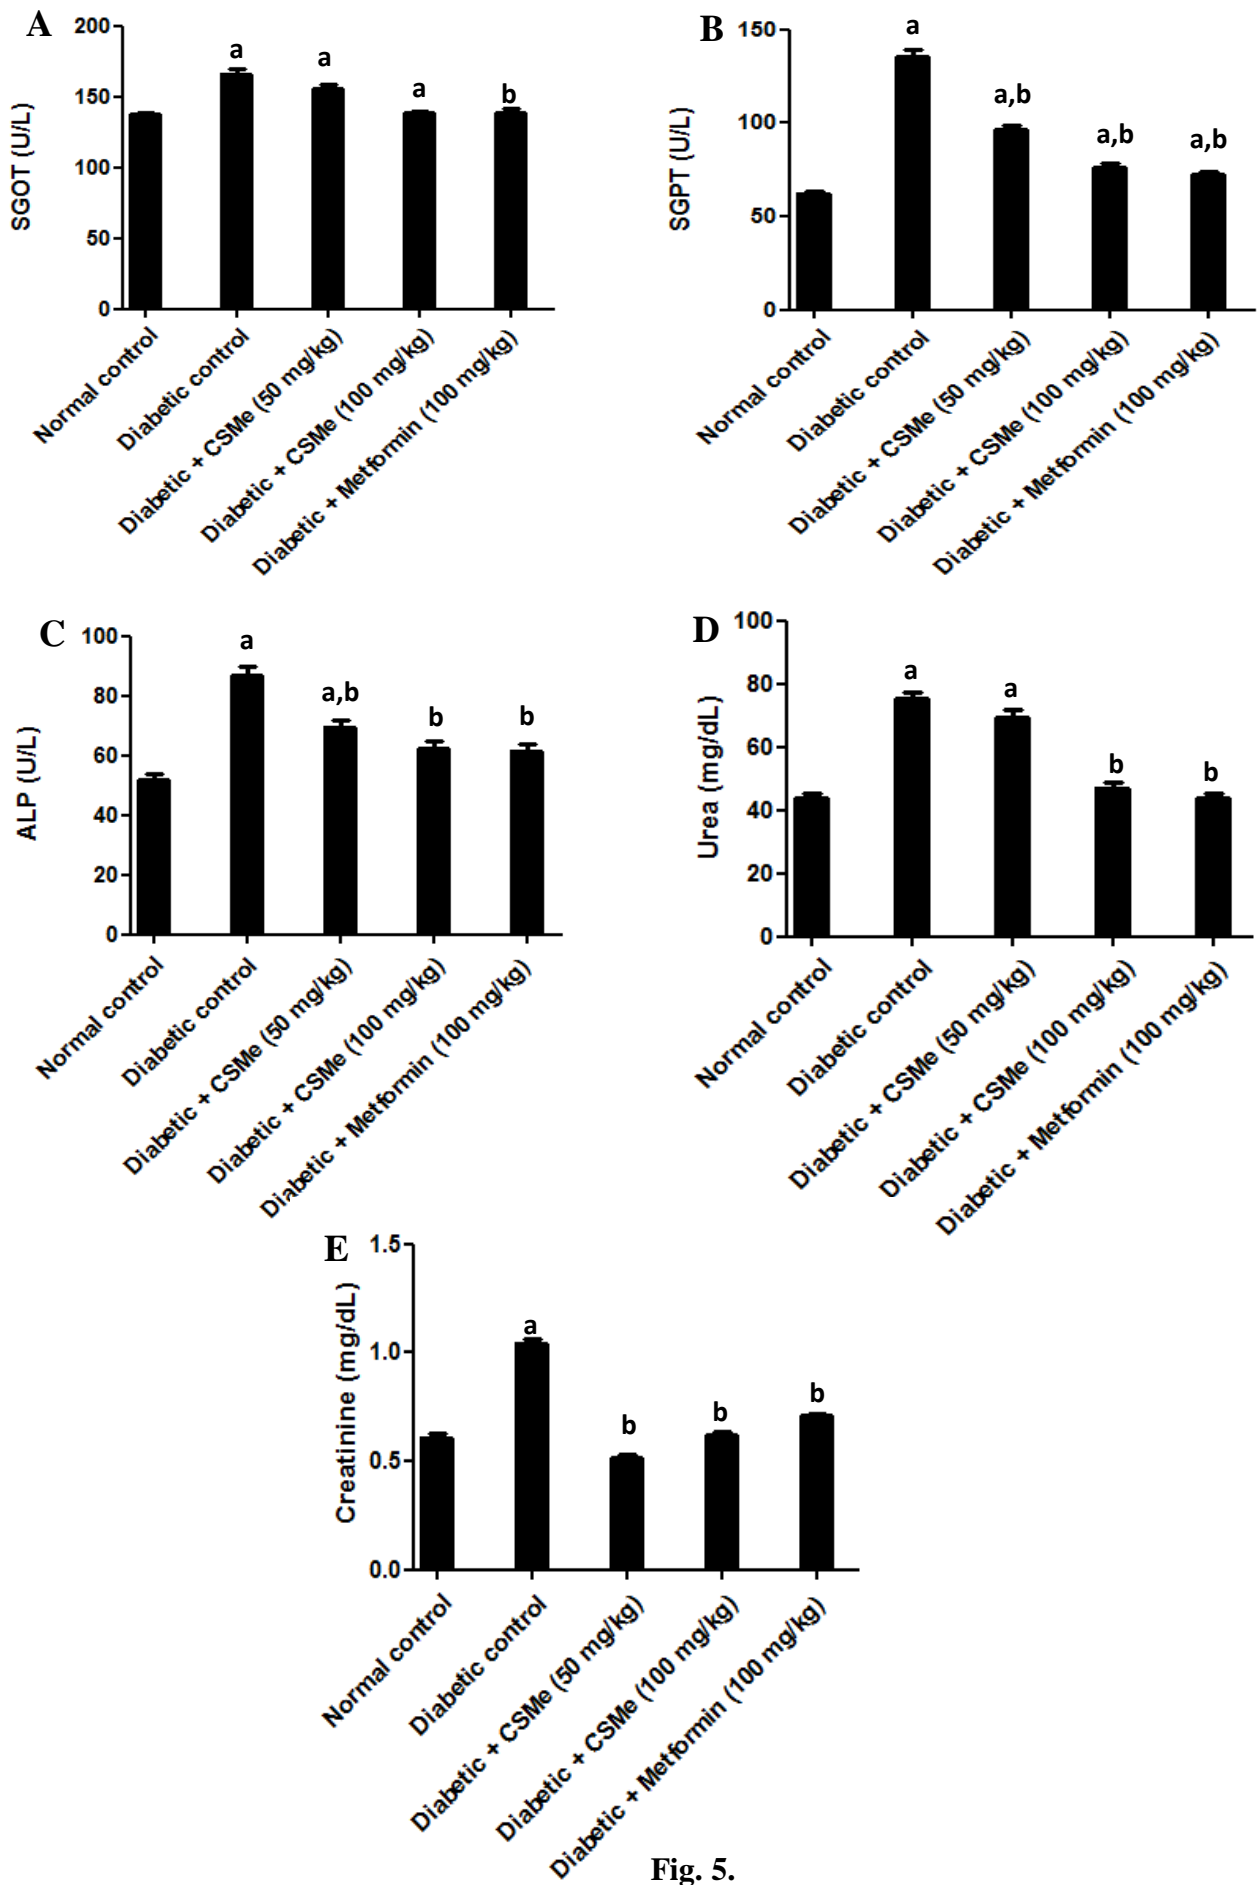 A
200
150
100
50
0
SGOT (U/L)
a
a
a
b
Normal control
Diabetic control
Diabetic + CSMe (50 mg/kg)
Diabetic + CSMe (100 mg/kg)
Diabetic + Metformin (100 mg/kg)
B
150
100
50
0
SGPT (U/L)
a
a,b
a,b
a,b
Normal control
Diabetic control
Diabetic + CSMe (50 mg/kg)
Diabetic + CSMe (100 mg/kg)
Diabetic + Metformin (100 mg/kg)
C
100
80
60
40
20
0
ALP (U/L)
a
a,b
b
b
Normal control
Diabetic control
Diabetic + CSMe (50 mg/kg)
Diabetic + CSMe (100 mg/kg)
Diabetic + Metformin (100 mg/kg)
D
100
80
60
40
20
0
Urea (mg/dL)
a
a
b
b
Normal control
Diabetic control
Diabetic + CSMe (50 mg/kg)
Diabetic + CSMe (100 mg/kg)
Diabetic + Metformin (100 mg/kg)
E
1.5
1.0
0.5
0.0
Creatinine (mg/dL)
a
b
b
b
Normal control
Diabetic control
Diabetic + CSMe (50 mg/kg)
Diabetic + CSMe (100 mg/kg)
Diabetic + Metformin (100 mg/kg)
Fig. 5.